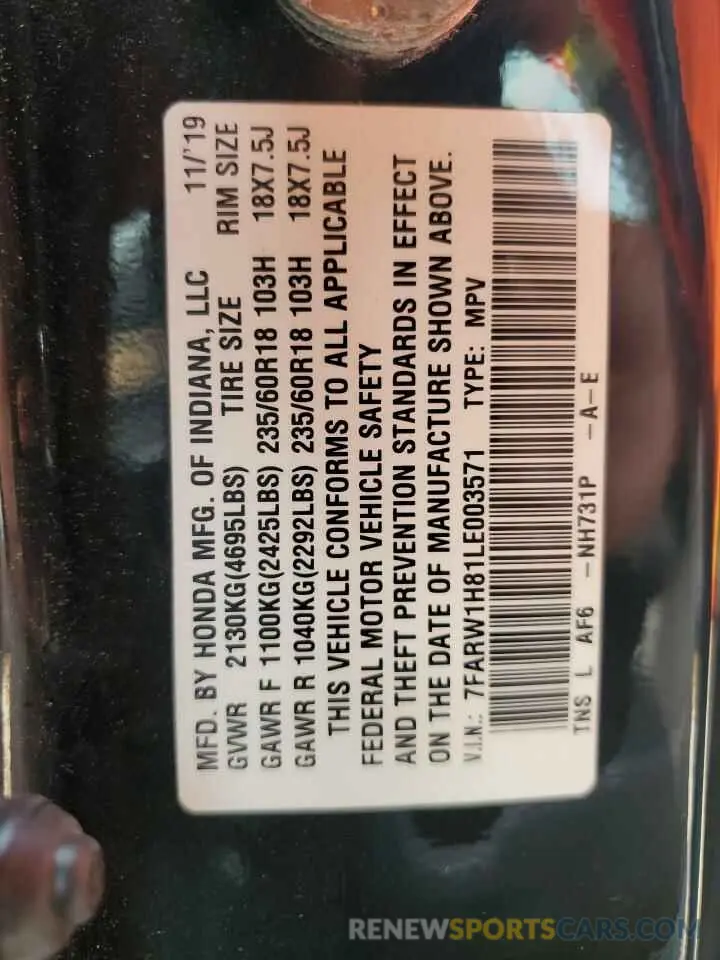 MFD. BY HONDA MFG. OF INDIANA, LLC 11/'19
GVWR 2130KG(4695LBS) TIRE SIZE RIM SIZE
GAWR F 1100KG(2425LBS) 235/60R18 103H 18X7.5J
GAWR R 1040KG(2292LBS) 235/60R18 103H 18X7.5J
THIS VEHICLE CONFORMS TO ALL APPLICABLE
FEDERAL MOTOR VEHICLE SAFETY
AND THEFT PREVENTION STANDARDS IN EFFECT
ON THE DATE OF MANUFACTURE SHOWN ABOVE.
V.I.N.: 7FARW1H81LE003571 TYPE: MPV
TNS L AF6 -NH731P -A-E
RENEWSPORTSCARS.COM